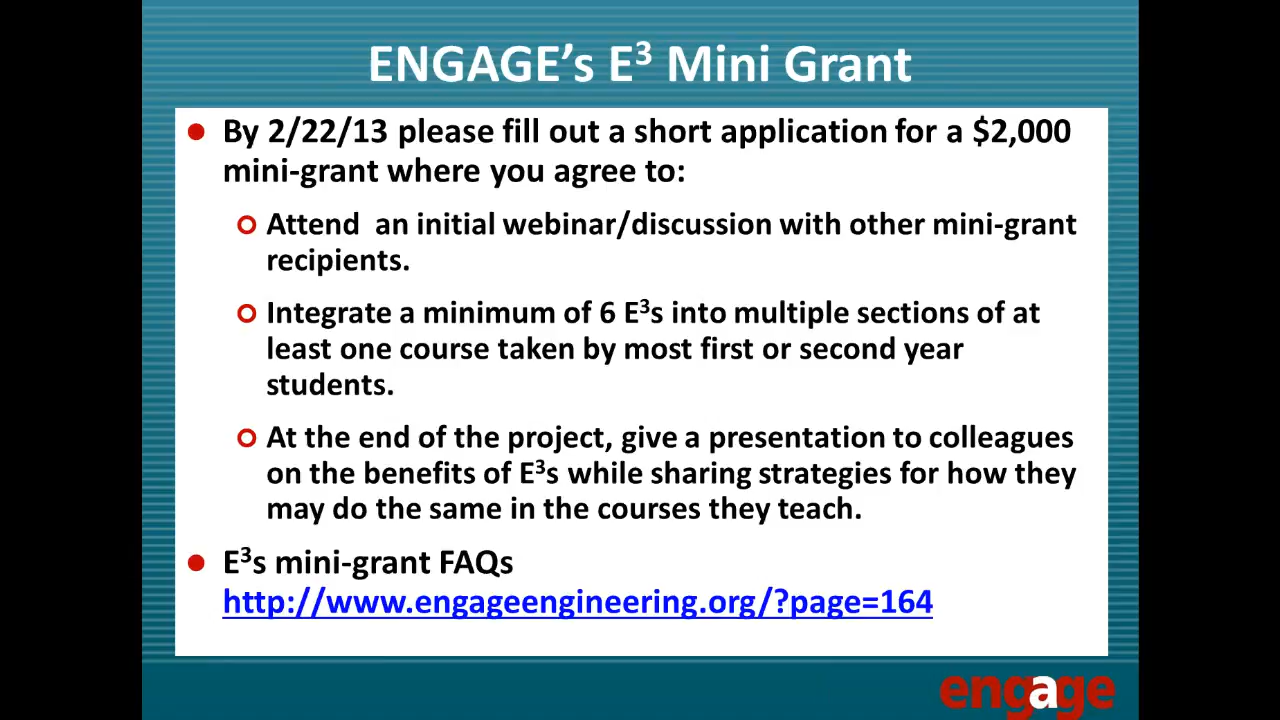 ENGAGE’s E³ Mini Grant
● By 2/22/13 please fill out a short application for a $2,000
mini-grant where you agree to:
o Attend  an initial webinar/discussion with other mini-grant
recipients.
o Integrate a minimum of 6 E³s into multiple sections of at
least one course taken by most first or second year
students.
o At the end of the project, give a presentation to colleagues
on the benefits of E³s while sharing strategies for how they
may do the same in the courses they teach.
● E³s mini-grant FAQs
http://www.engageengineering.org/?page=164
engage